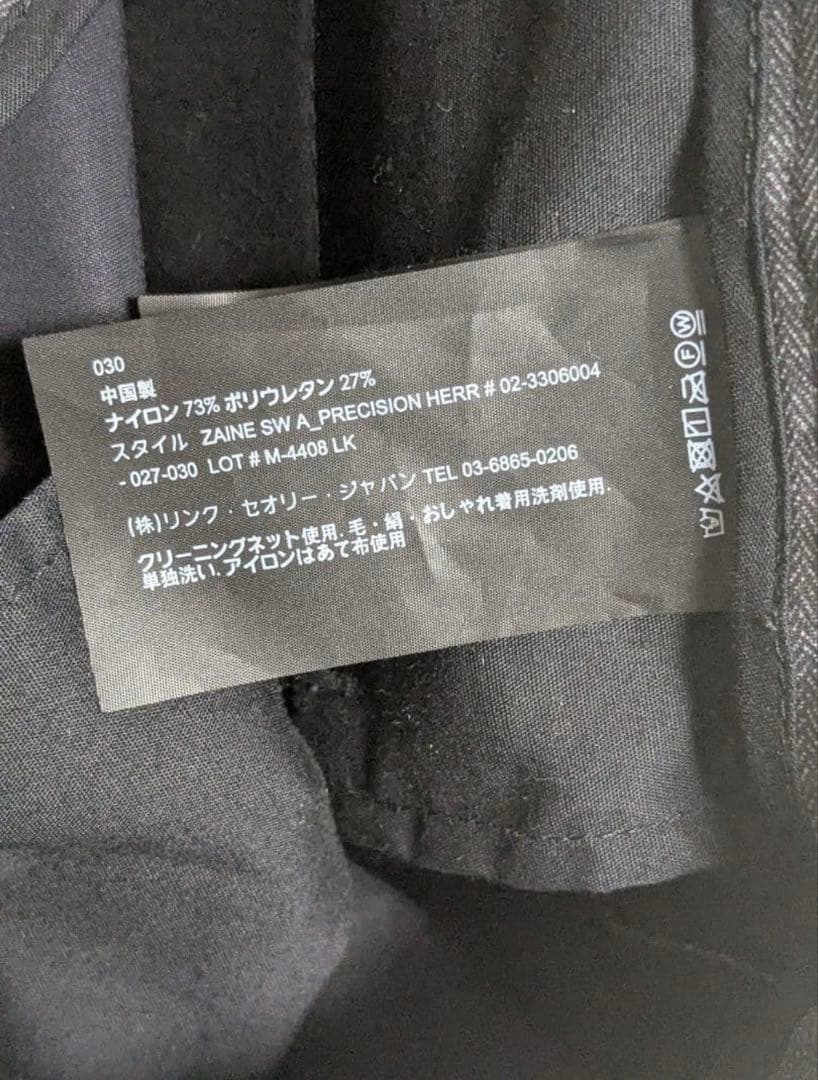 030
中国製
ナイロン 73% ポリウレタン 27%
スタイル ZAINE SW A_PRECISION HERR # 02-3306004
- 027-030 LOT # M-4408 LK
(株)リンク・セオリー・ジャパン TEL 03-6865-0206
クリーニングネット使用. 毛・絹・おしゃれ着用洗剤使用.
単独洗い. アイロンはあて布使用
W
F